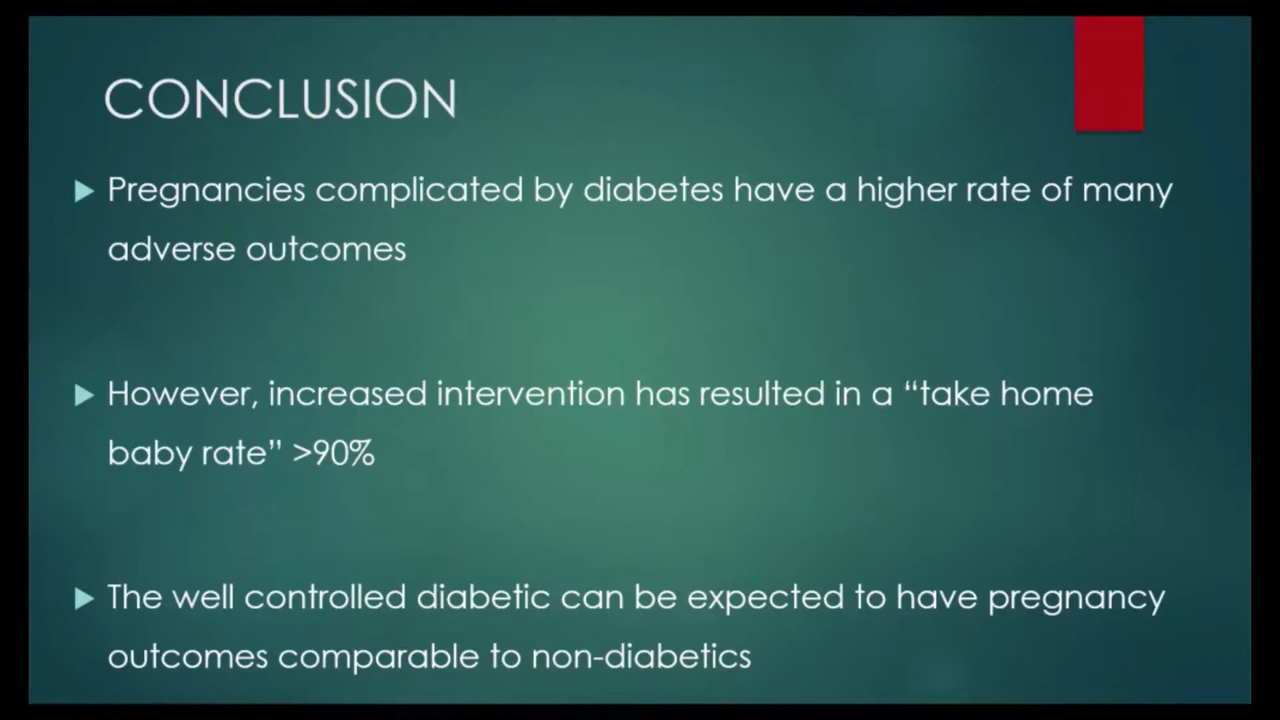 CONCLUSION
Pregnancies complicated by diabetes have a higher rate of many
adverse outcomes
However, increased intervention has resulted in a “take home
baby rate” >90%
The well controlled diabetic can be expected to have pregnancy
outcomes comparable to non-diabetics